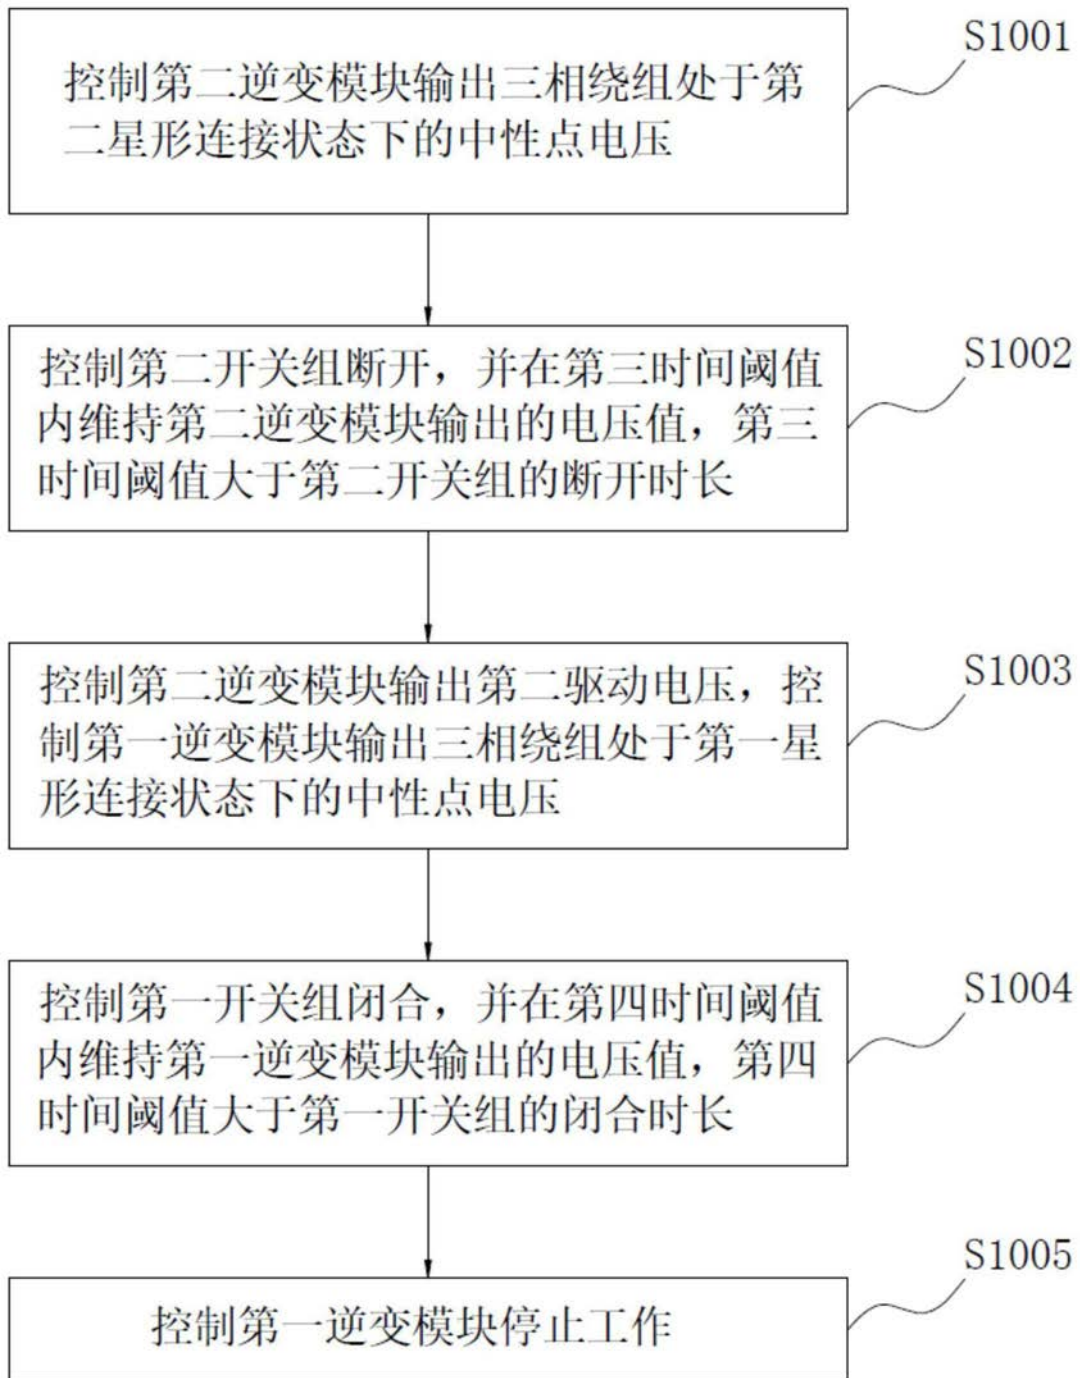 S1001
控制第二逆变模块输出三相绕组处于第
二星形连接状态下的中性点电压
S1002
控制第二开关组断开，并在第三时间阈值
内维持第二逆变模块输出的电压值，第三
时间阈值大于第二开关组的断开时长
S1003
控制第二逆变模块输出第二驱动电压，控
制第一逆变模块输出三相绕组处于第一星
形连接状态下的中性点电压
S1004
控制第一开关组闭合，并在第四时间阈值
内维持第一逆变模块输出的电压值，第四
时间阈值大于第一开关组的闭合时长
S1005
控制第一逆变模块停止工作